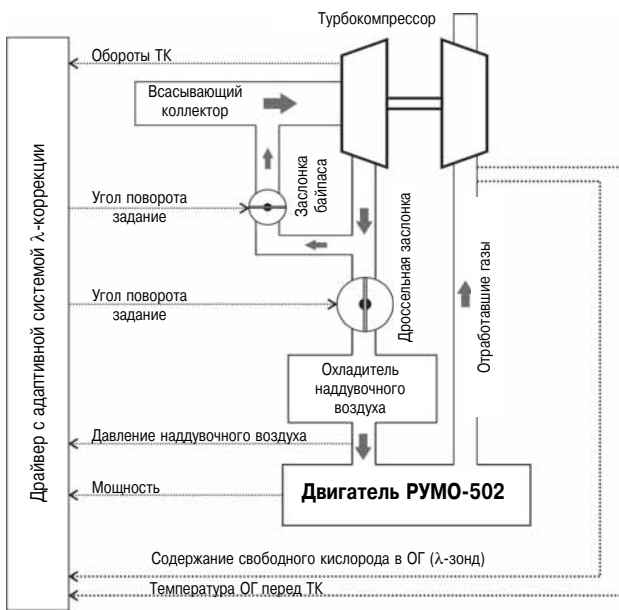 Турбокомпрессор
Обороты ТК
Всасывающий
коллектор
Заслонка
байпаса
Угол поворота
задание
Дроссельная заслонка
Угол поворота
задание
Отработавшие газы
Охладитель
наддувочного
воздуха
Драйвер с адаптивной системой λ-коррекции
Давление наддувочного воздуха
Мощность
Двигатель РУМО-502
Содержание свободного кислорода в ОГ (λ-зонд)
Температура ОГ перед ТК